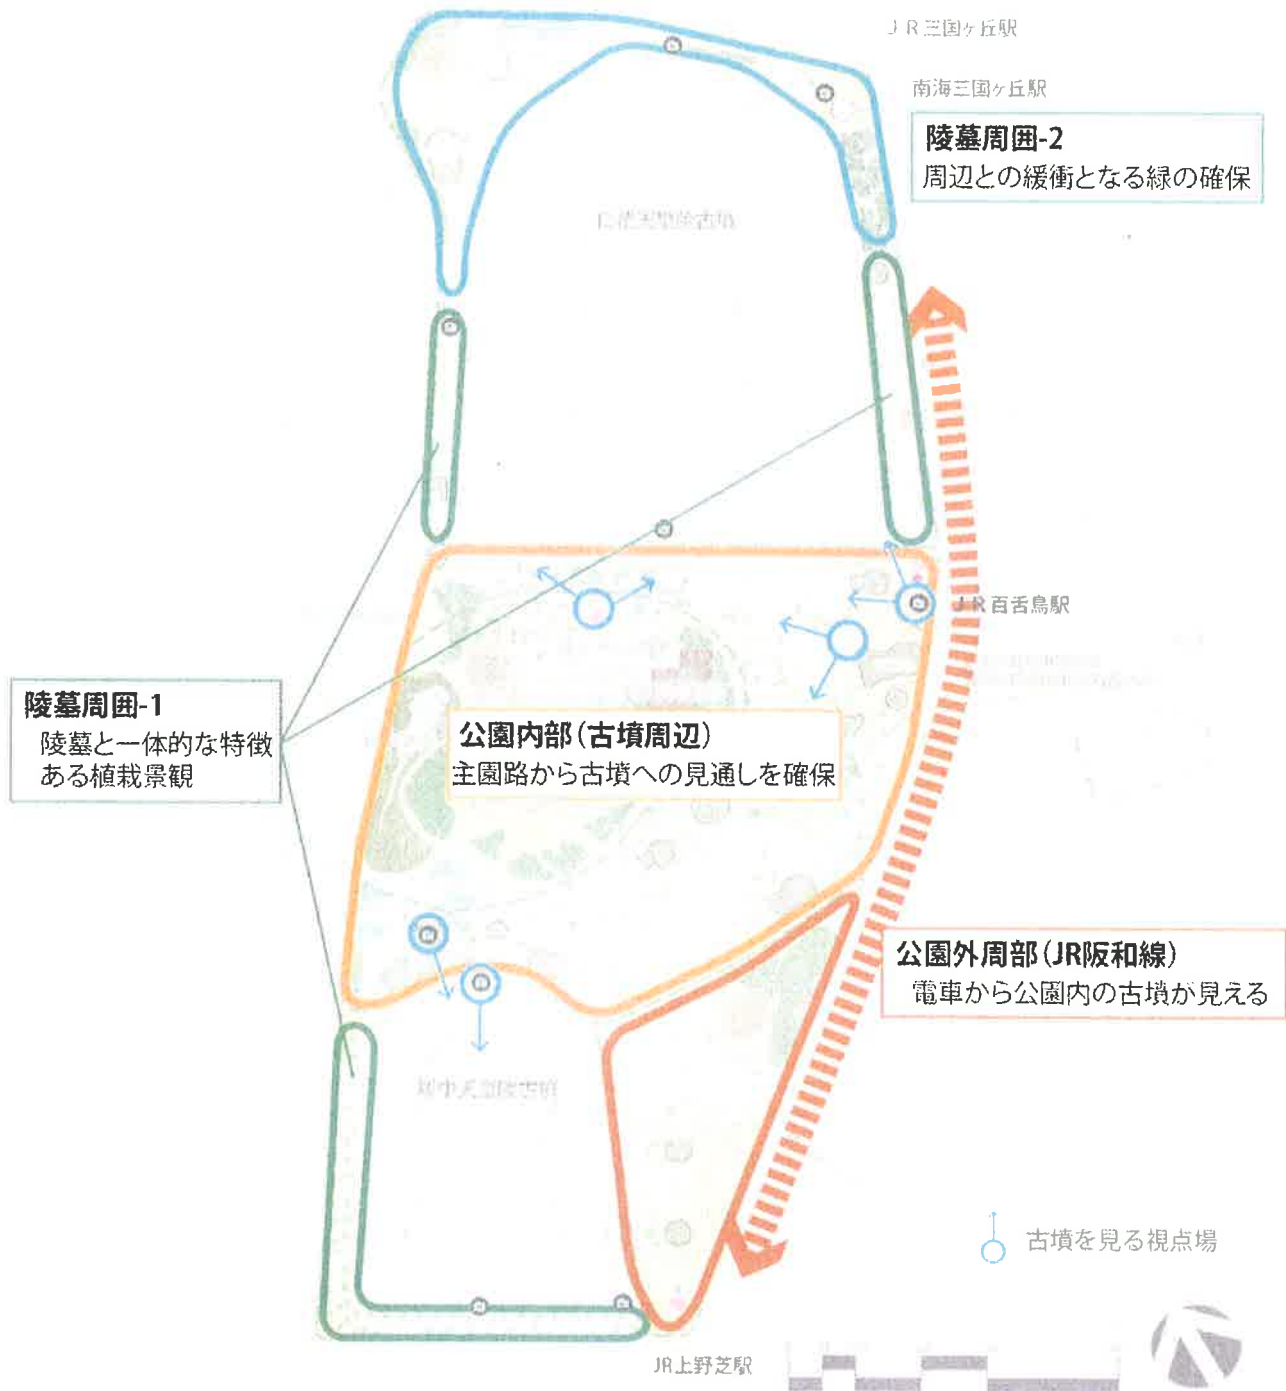 JR三国ヶ丘駅
南海三国ヶ丘駅
陵墓周囲-2
周辺との緩衝となる緑の確保
JR百舌鳥駅
陵墓周囲-1
陵墓と一体的な特徴
ある植栽景観
公園内部(古墳周辺)
主園路から古墳への見通しを確保
公園外周部(JR阪和線)
電車から公園内の古墳が見える
古墳を見る視点場
JR上野芝駅